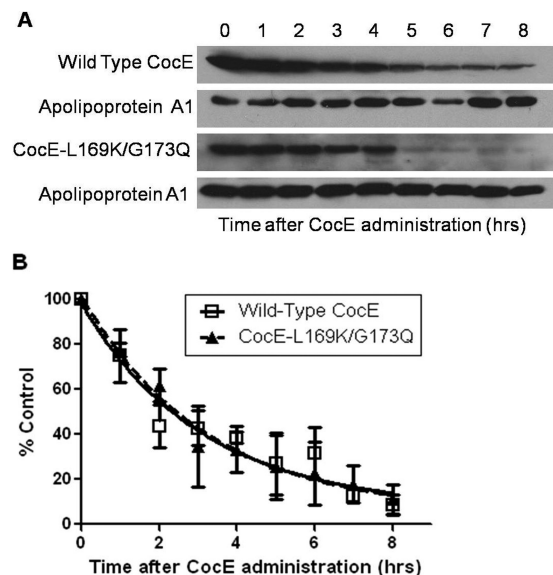 A
0 1 2 3 4 5 6 7 8
Wild Type CocE
Apolipoprotein A1
CocE-L169K/G173Q
Apolipoprotein A1
Time after CocE administration (hrs)
B
Wild-Type CocE
CocE-L169K/G173Q
% Control
100
80
60
40
20
0
0 2 4 6 8
Time after CocE administration (hrs)